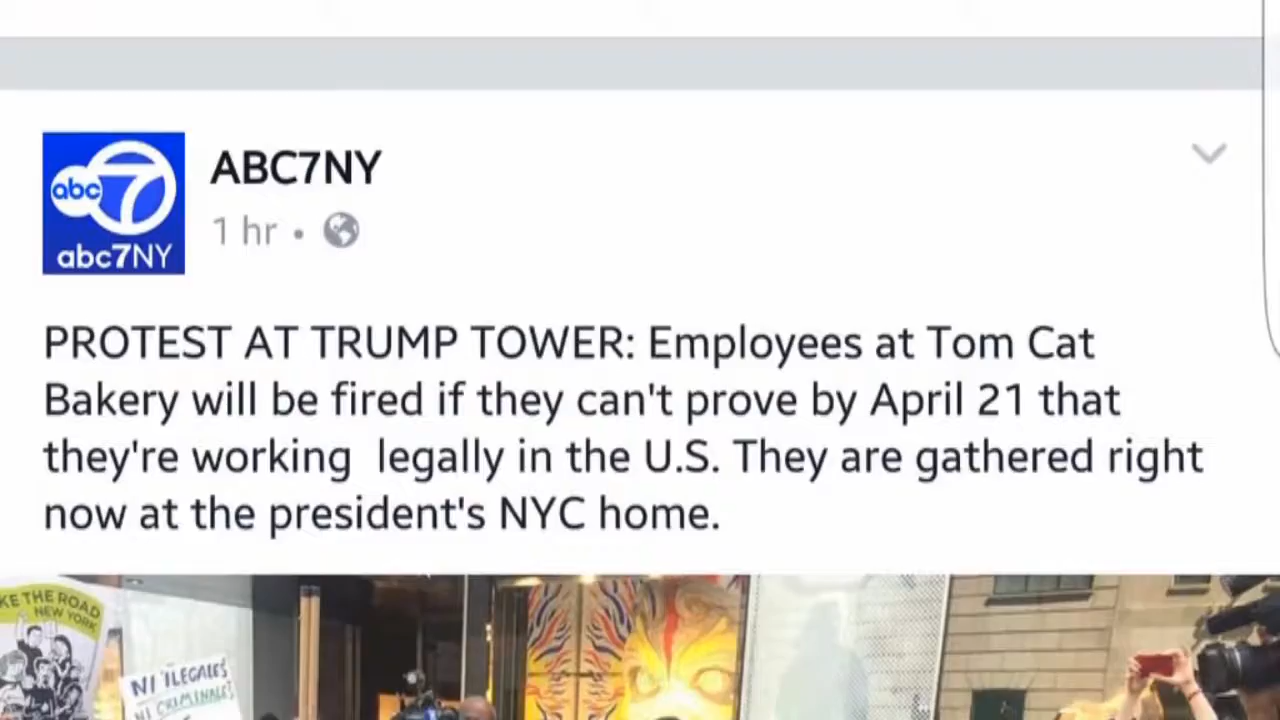 abc 7
abc7NY
ABC7NY
1 hr •
PROTEST AT TRUMP TOWER: Employees at Tom Cat
Bakery will be fired if they can't prove by April 21 that
they're working legally in the U.S. They are gathered right
now at the president's NYC home.
KE THE ROAD
NEW YORK
NI ILEGALES
NI CRIMINALES